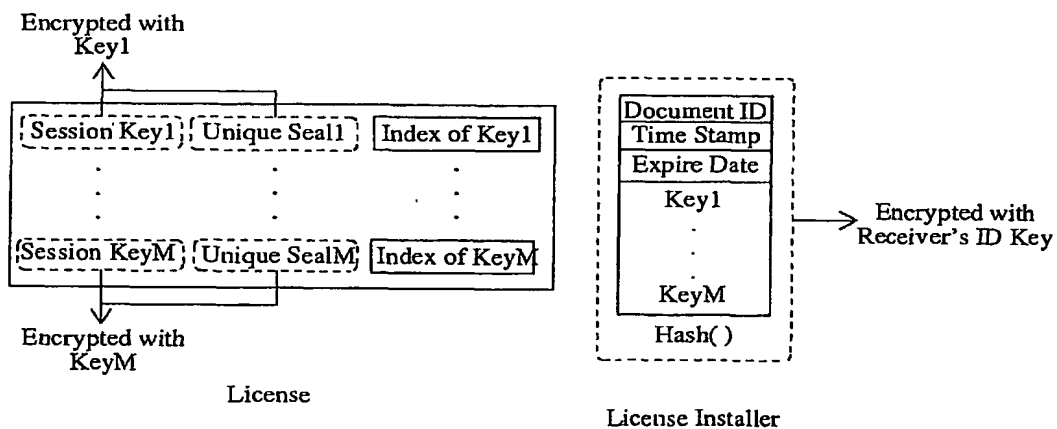 Encrypted with
Key1
Session Key1
Unique Seal1
Index of Key1
Session KeyM
Unique SealM
Index of KeyM
Encrypted with
KeyM
License
Document ID
Time Stamp
Expire Date
Key1
KeyM
Hash( )
Encrypted with
Receiver's ID Key
License Installer